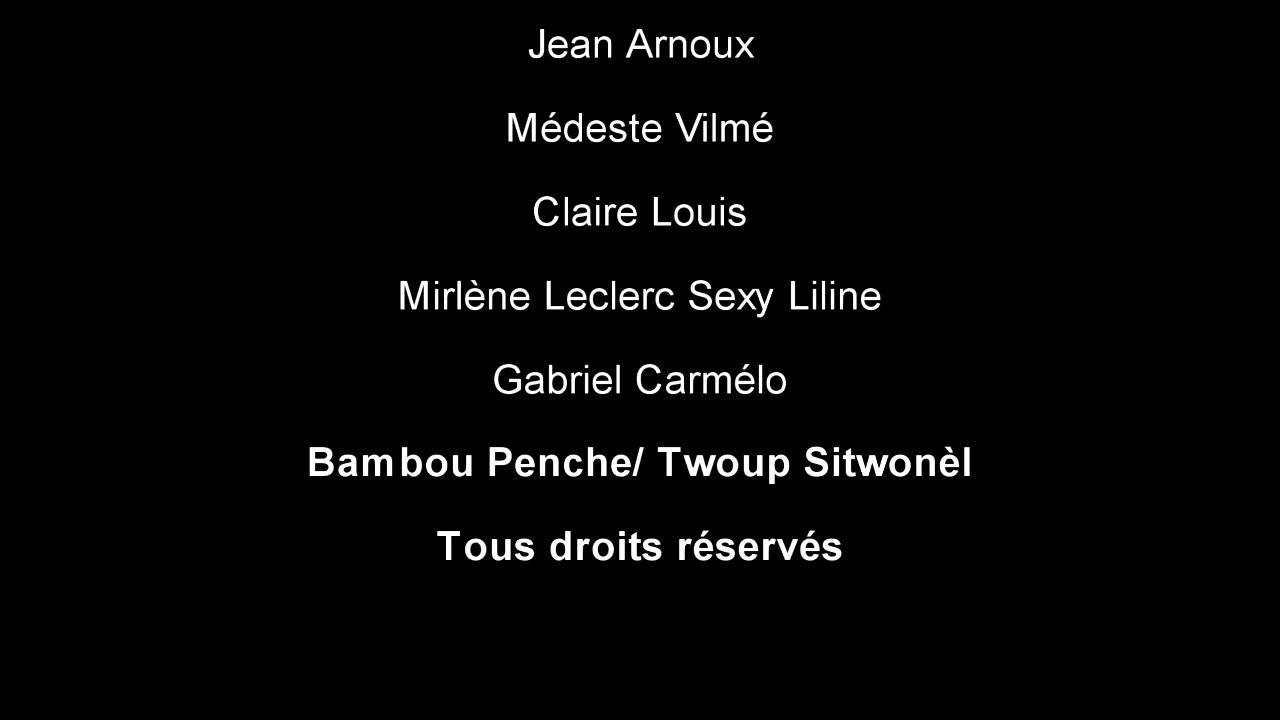 Jean Arnoux
Médeste Vilmé
Claire Louis
Mirlène Leclerc Sexy Liline
Gabriel Carmélo
Bambou Penche/ Twoup Sitwonèl
Tous droits réservés